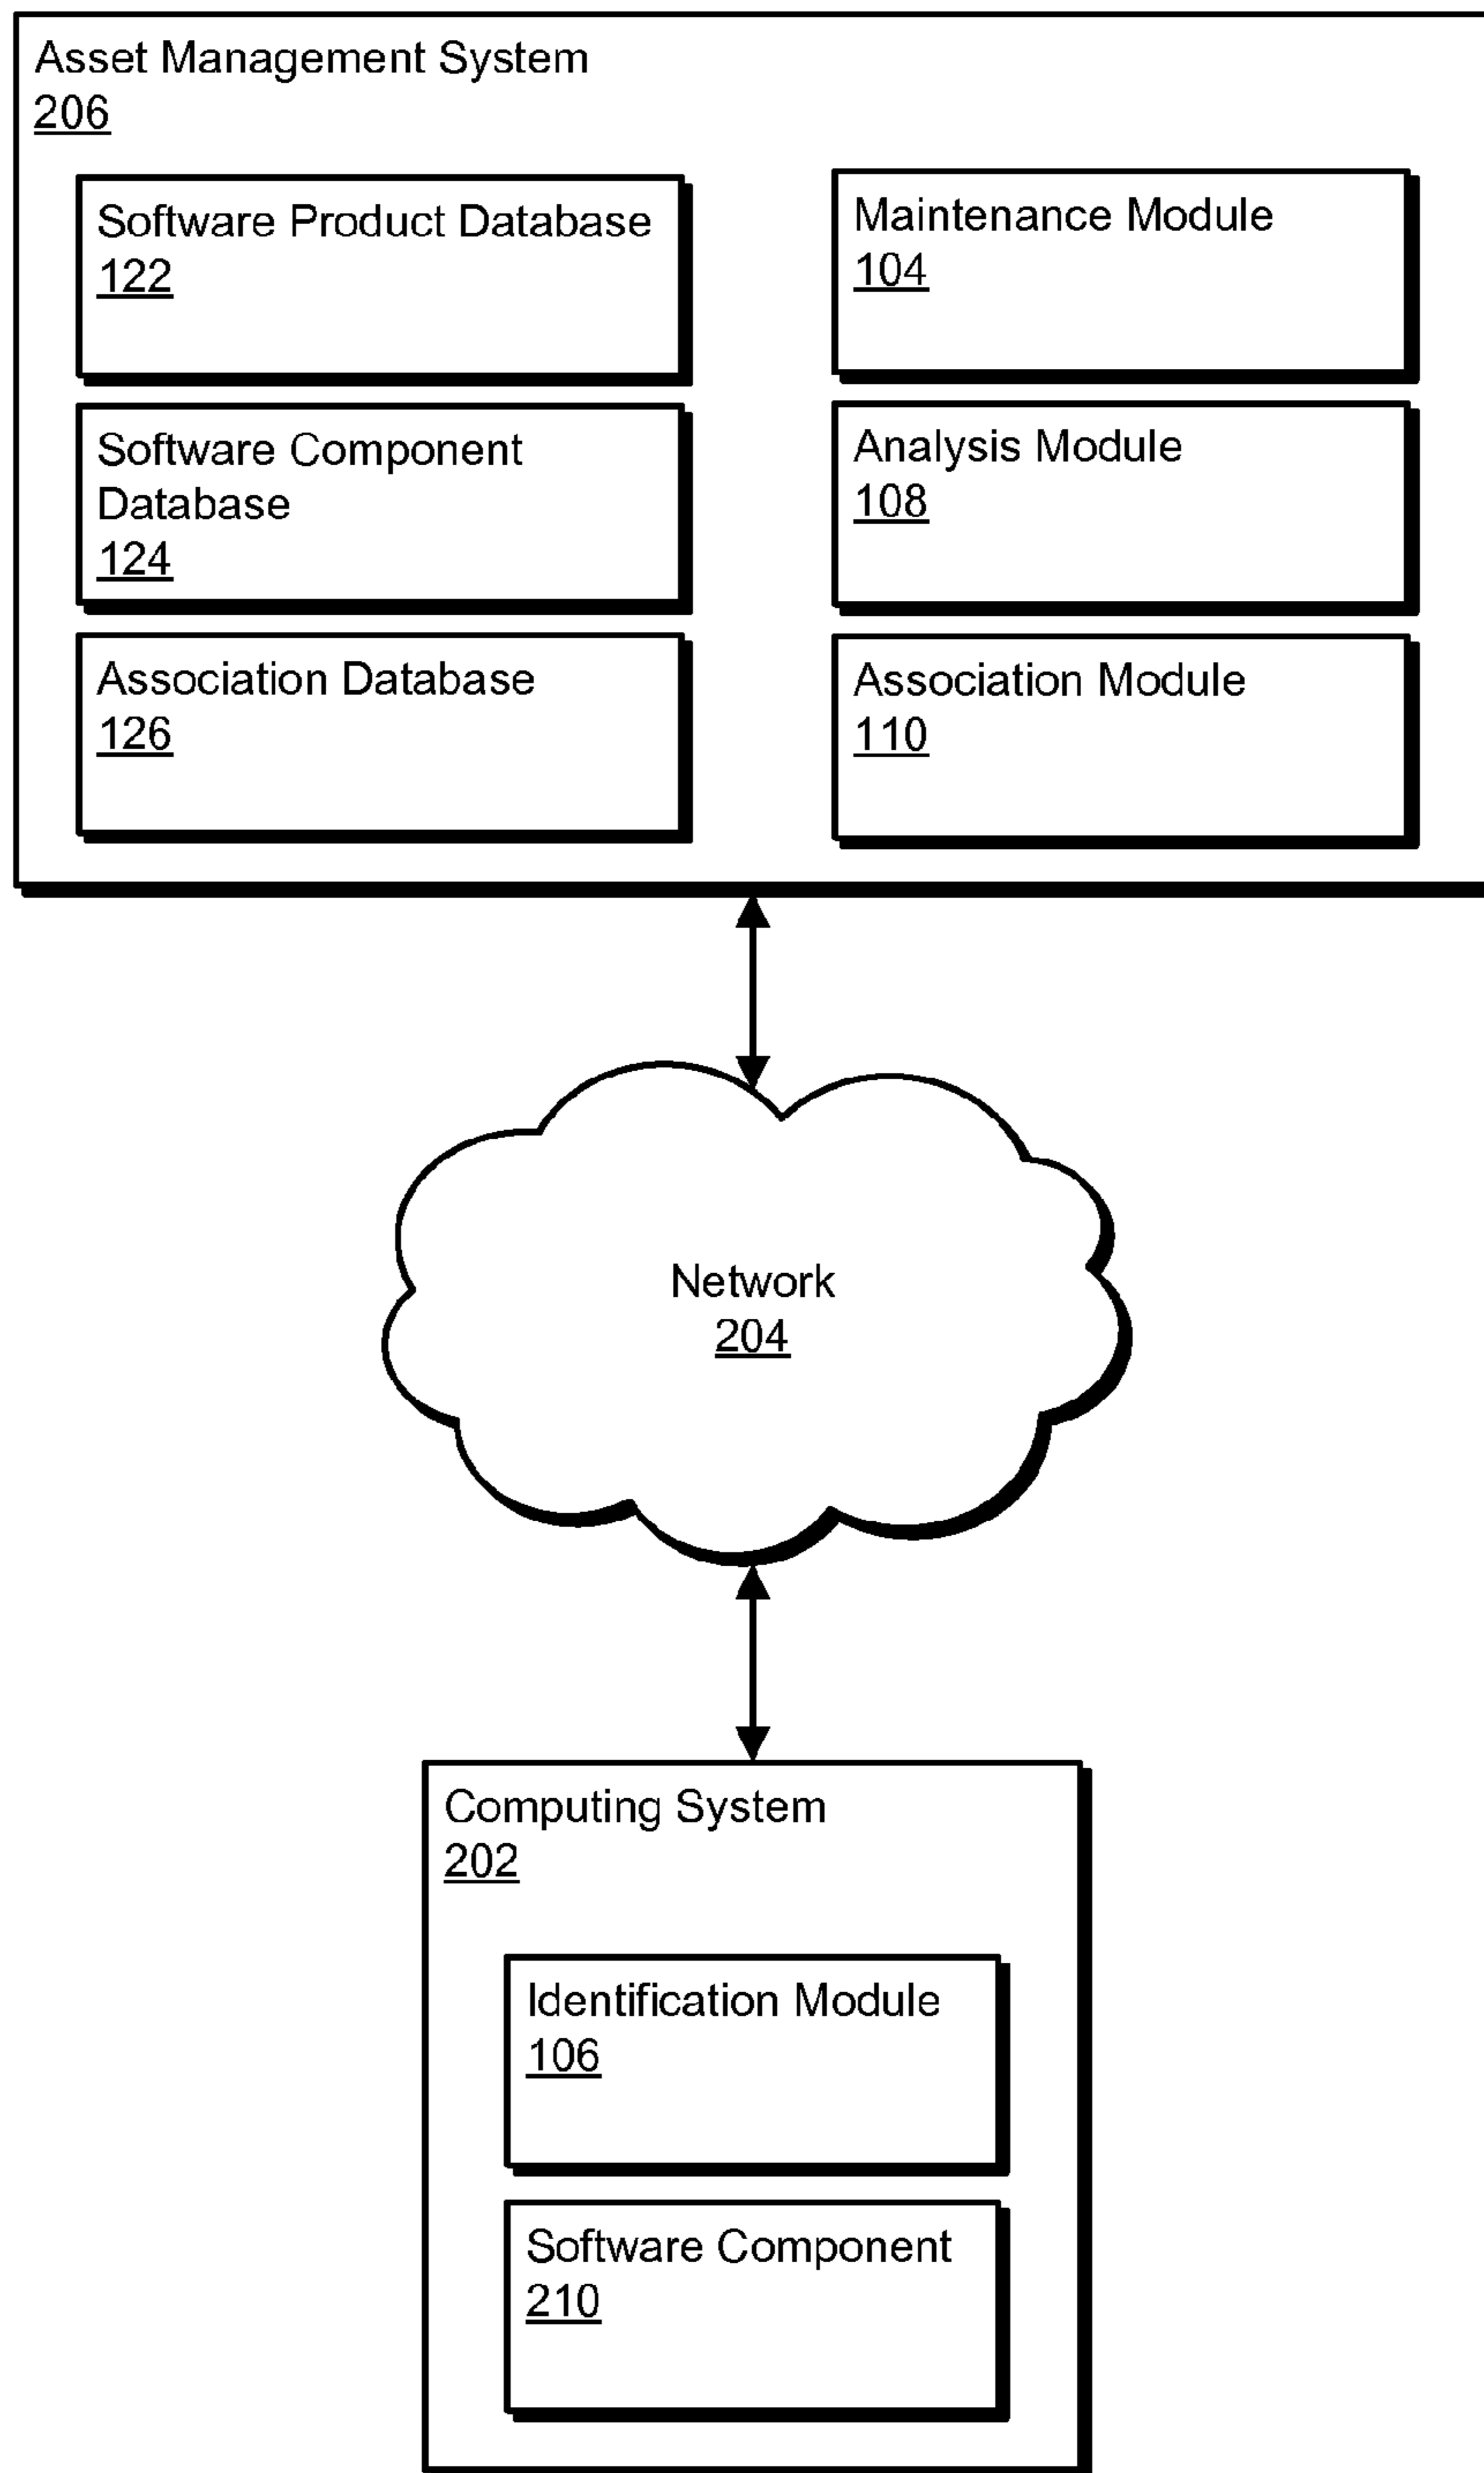 Asset Management System
206
Software Product Database
122
Software Component
Database
124
Association Database
126
Maintenance Module
104
Analysis Module
108
Association Module
110
Network
204
Computing System
202
Identification Module
106
Software Component
210